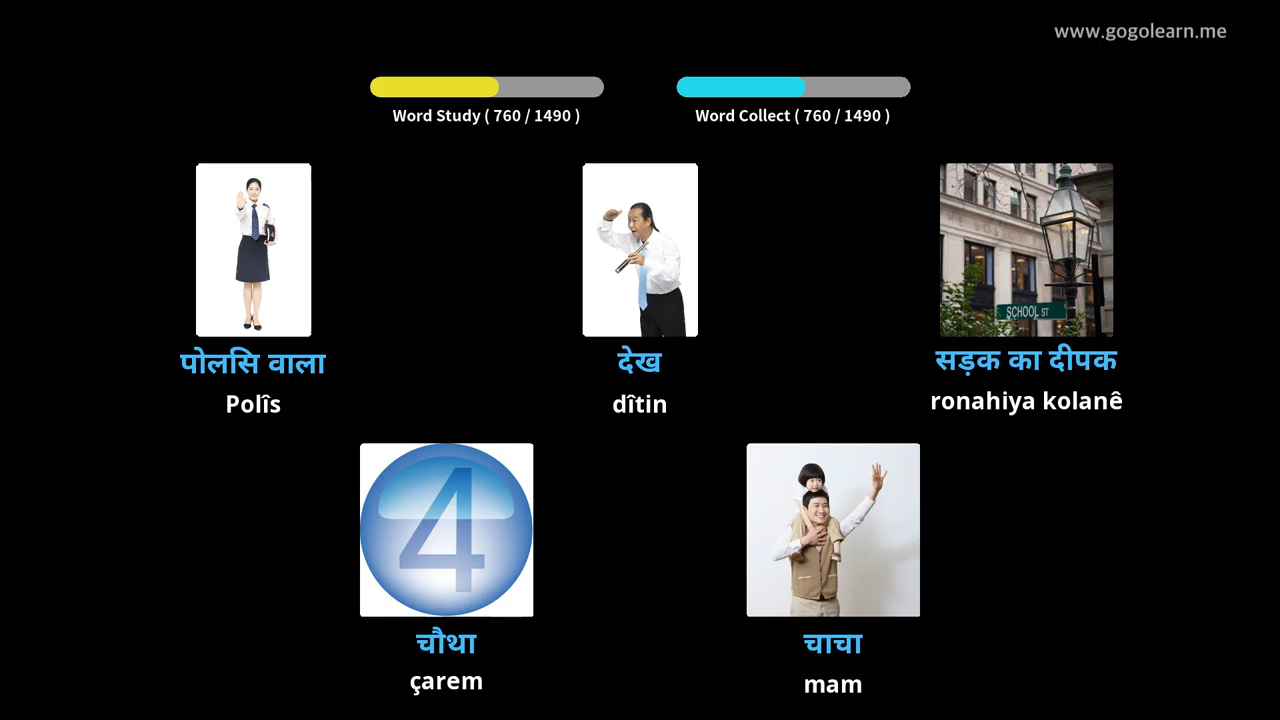 www.gogolearn.me
Word Study ( 760 / 1490 )
Word Collect ( 760 / 1490 )
SCHOOL ST
पोलसि वाला
Polîs
देख
dîtin
सड़क का दीपक
ronahiya kolanê
4
चौथा
çarem
चाचा
mam